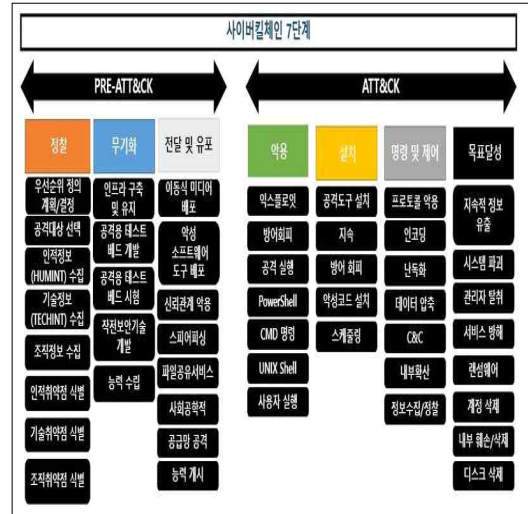 사이버킬체인 7단계
PRE-ATT&CK
ATT&CK
정찰
우선순위 정의
계획/결정
공격대상 선택
인적정보
(HUMINT) 수집
기술정보
(TECHINT) 수집
조직정보 수집
인적취약점 식별
기술취약점 식별
조직취약점 식별
무기화
인프라 구축
및 유지
공격용 테스트
베드 개발
공격용 테스트
베드 시험
작전보안기술
개발
능력 수립
전달 및 유포
이동식 미디어
배포
악성
소프트웨어
도구 배포
신뢰관계 악용
스피어피싱
파일공유서비스
사회공학적
공급망 공격
능력 개시
악용
익스플로잇
방어회피
공격 실행
PowerShell
CMD 명령
UNIX Shell
사용자 실행
설치
공격도구 설치
지속
방어 회피
악성코드 설치
스케줄링
명령 및 제어
프로토콜 악용
인코딩
난독화
데이터 압축
C&C
내부확산
정보수집/정찰
목표달성
지속적 정보
유출
시스템 파괴
관리자 탈취
서비스 방해
랜섬웨어
계정 삭제
내부 훼손/삭제
디스크 삭제